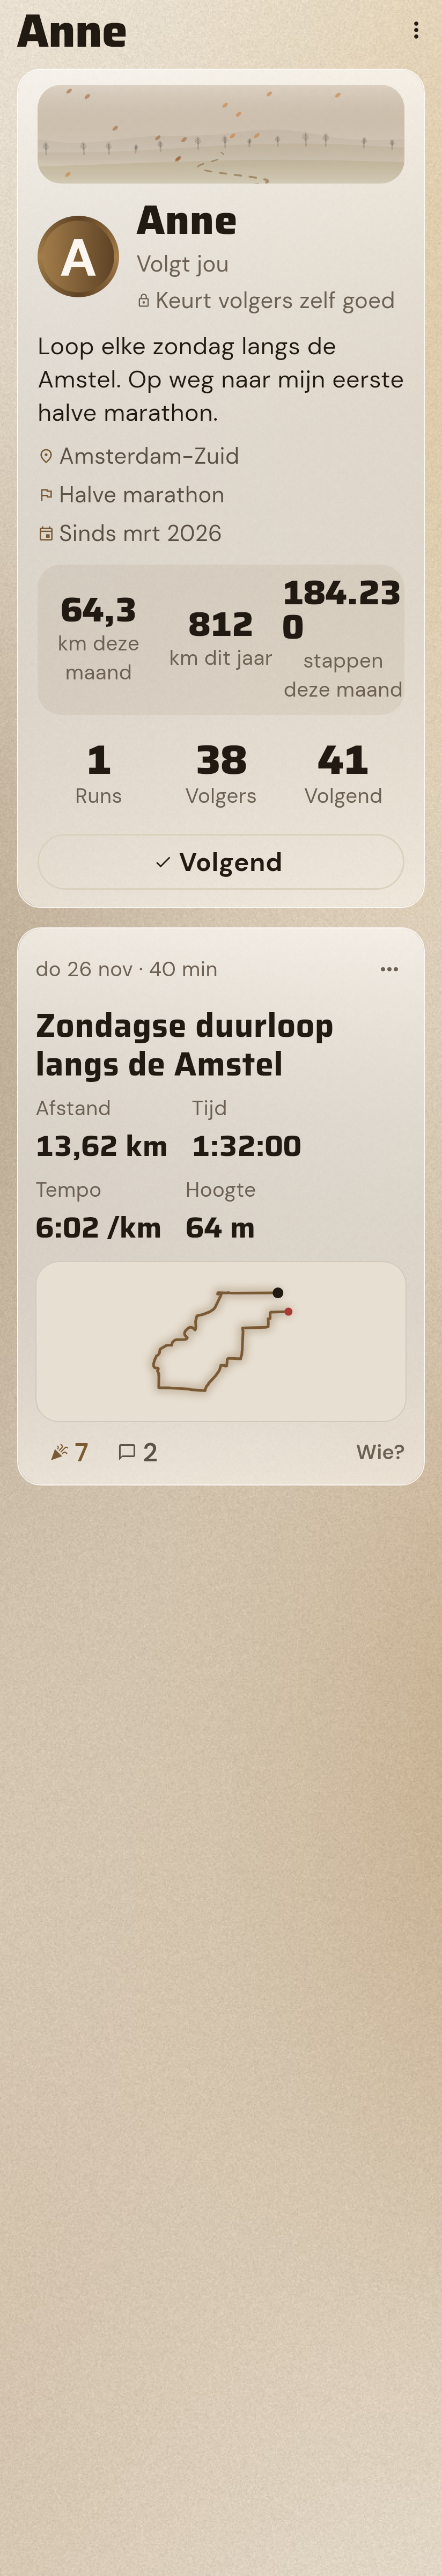 Anne
A
Anne
Volgt jou
Keurt volgers zelf goed
Loop elke zondag langs de
Amstel. Op weg naar mijn eerste
halve marathon.
Amsterdam-Zuid
Halve marathon
Sinds mrt 2026
64,3
km deze
maand
812
km dit jaar
184.23
0
stappen
deze maand
1
Runs
38
Volgers
41
Volgend
Volgend
do 26 nov · 40 min
Zondagse duurloop
langs de Amstel
Afstand
13,62 km
Tijd
1:32:00
Tempo
6:02 /km
Hoogte
64 m
7
2
Wie?